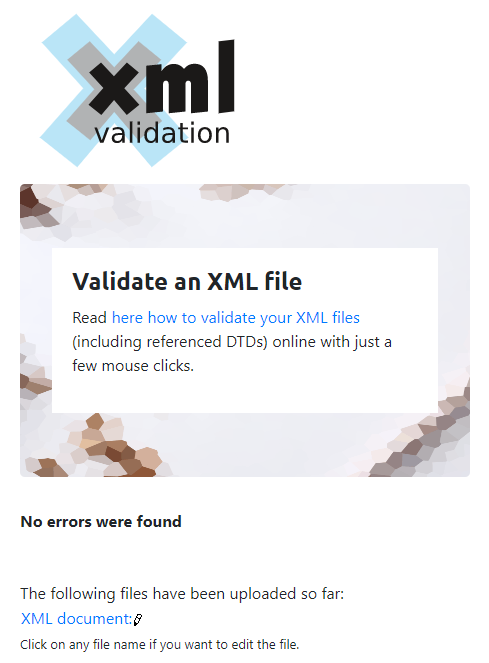 xml
validation
Validate an XML file
Read here how to validate your XML files
(including referenced DTDs) online with just a
few mouse clicks.
No errors were found
The following files have been uploaded so far:
XML document:
Click on any file name if you want to edit the file.